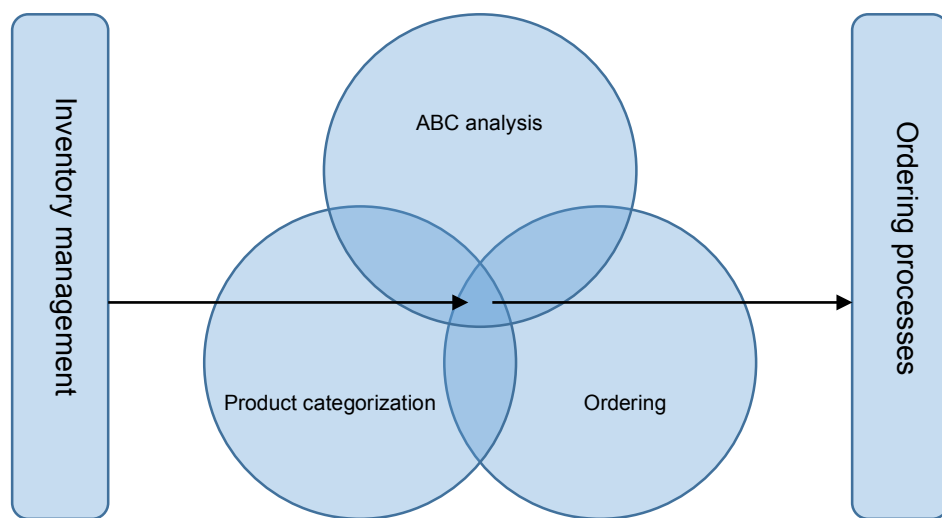 Inventory management
ABC analysis
Product categorization
Ordering
Ordering processes